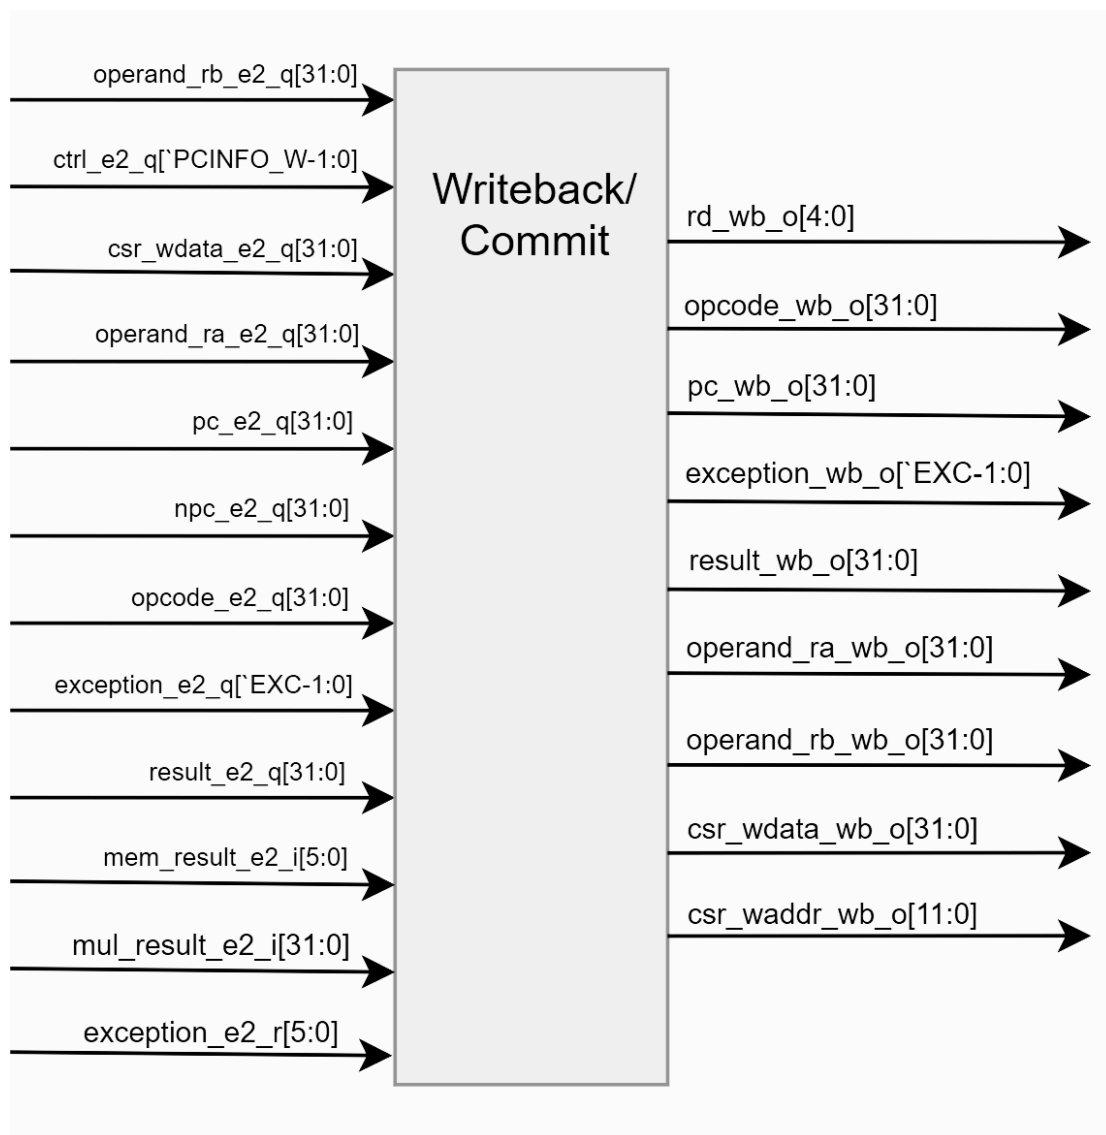 operand_rb_e2_q[31:0]
ctrl_e2_q[`PCINFO_W-1:0]
csr_wdata_e2_q[31:0]
operand_ra_e2_q[31:0]
pc_e2_q[31:0]
npc_e2_q[31:0]
opcode_e2_q[31:0]
exception_e2_q[`EXC-1:0]
result_e2_q[31:0]
mem_result_e2_i[5:0]
mul_result_e2_i[31:0]
exception_e2_r[5:0]
Writeback/
Commit
rd_wb_o[4:0]
opcode_wb_o[31:0]
pc_wb_o[31:0]
exception_wb_o[`EXC-1:0]
result_wb_o[31:0]
operand_ra_wb_o[31:0]
operand_rb_wb_o[31:0]
csr_wdata_wb_o[31:0]
csr_waddr_wb_o[11:0]